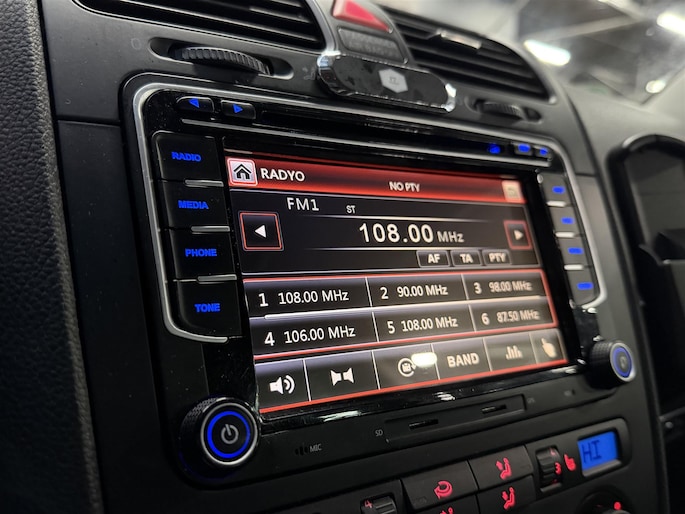 RADIO
MEDIA
PHONE
TONE
RADYO
NO PTY
FM1 ST
108.00 MHz
AF TA PTY
1 108.00 MHz 2 90.00 MHz 3 98.00 MHz
4 106.00 MHz 5 108.00 MHz 6 87.50 MHz
BAND
MIC SD
HI